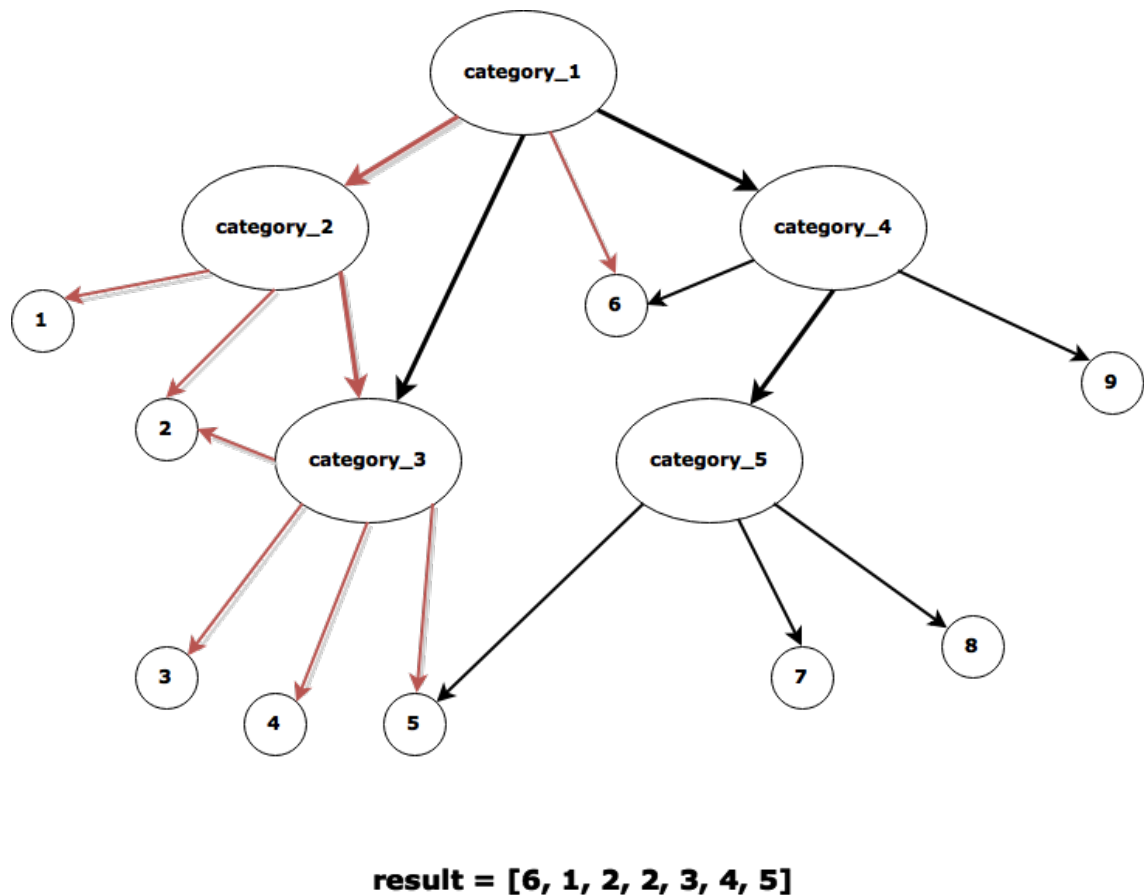 category_1
category_2
category_4
6
1
9
2
category_3
category_5
8
3
7
4
5
result = [6, 1, 2, 2, 3, 4, 5]